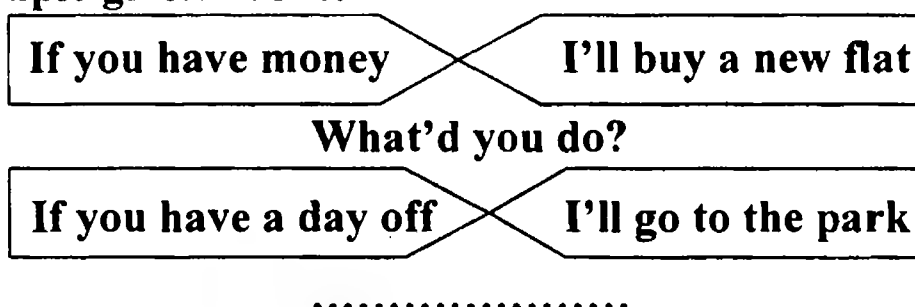 If you have money I'll buy a new flat
What'd you do?
If you have a day off I'll go to the park
......................